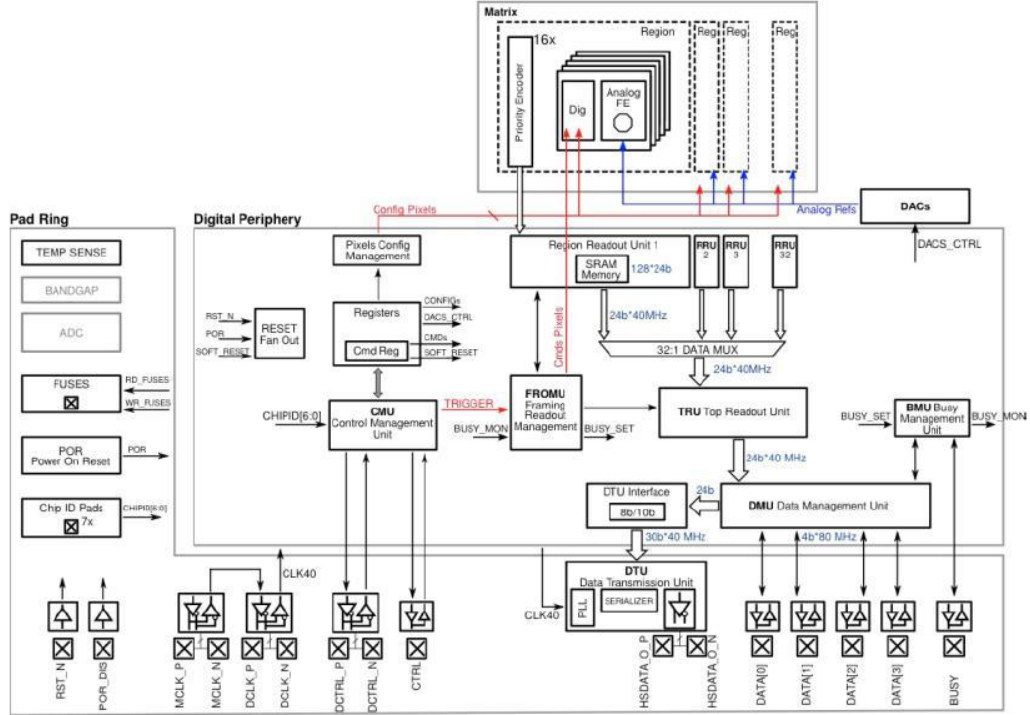 Matrix
Region
Reg
Reg
Reg
16x
Priority Encoder
Dig
Analog
FE
Config Pixels
Analog Refs
DACs
DACS_CTRL
Pad Ring
Digital Periphery
TEMP SENSE
BANDGAP
ADC
FUSES
RD_FUSES
WR_FUSES
POR
Power On Reset
POR
Chip ID Pads
7x
CHIPID[6:0]
Pixels Config
Management
Registers
Cmd Reg
CONFIGs
DACS_CTRL
CMDs
SOFT_RESET
RST_N
POR
SOFT_RESET
RESET
Fan Out
Region Readout Unit 1
SRAM
Memory
128*24b
RRU
2
RRU
3
RRU
32
24b*40MHz
32:1 DATA MUX
24b*40MHz
Cmds Pixels
CHIPID[6:0]
CMU
Control Management
Unit
TRIGGER
BUSY_MON
FROMU
Framing
Readout
Management
BUSY_SET
TRU Top Readout Unit
BUSY_SET
BMU Busy
Management
Unit
BUSY_MON
24b*40 MHz
DTU Interface
8b/10b
24b
DMU Data Management Unit
30b*40 MHz
4b*80 MHz
CLK40
CLK40
DTU
Data Transmission Unit
PLL
SERIALIZER
RST_N
POR_DIS
MCLK_P
MCLK_N
DCLK_P
DCLK_N
DCTRL_P
DCTRL_N
CTRL
HSDATA_O_P
HSDATA_O_N
DATA[0]
DATA[1]
DATA[2]
DATA[3]
BUSY